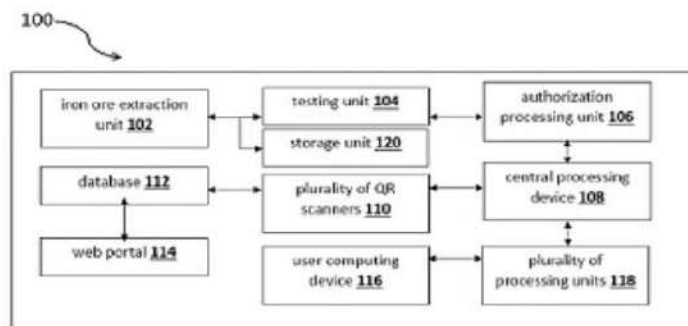 100
iron ore extraction
unit 102
testing unit 104
authorization
processing unit 106
storage unit 120
database 112
plurality of QR
scanners 110
central processing
device 108
web portal 114
user computing
device 116
plurality of
processing units 118